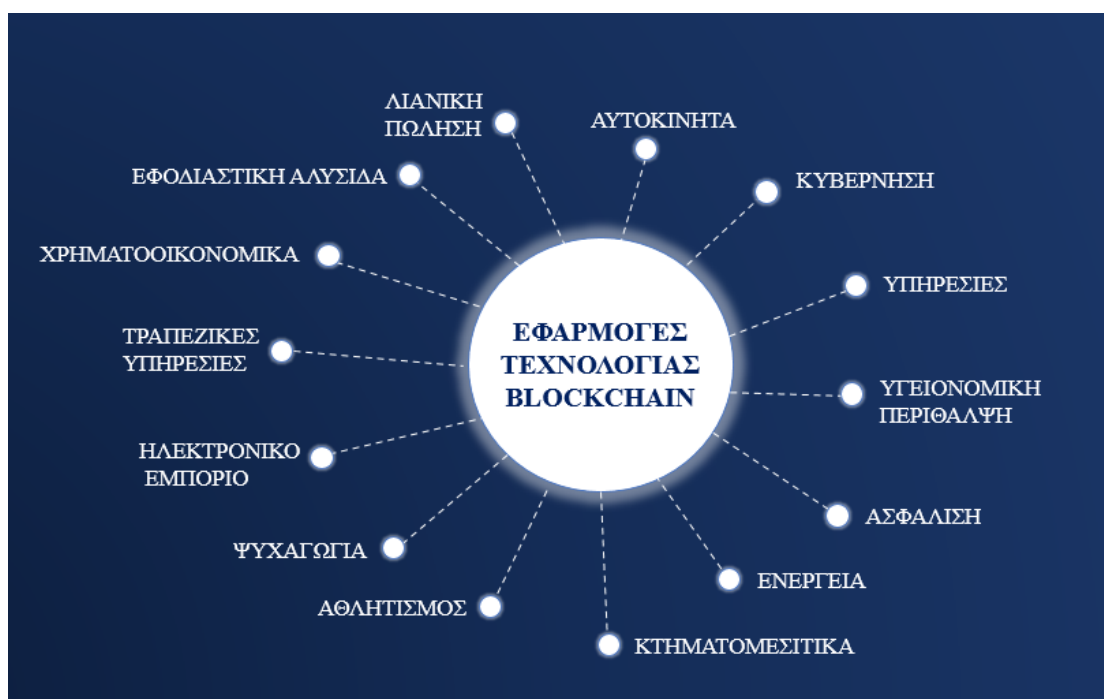 ΛΙΑΝΙΚΗ
ΠΩΛΗΣΗ
ΑΥΤΟΚΙΝΗΤΑ
ΚΥΒΕΡΝΗΣΗ
ΕΦΟΔΙΑΣΤΙΚΗ ΑΛΥΣΙΔΑ
ΧΡΗΜΑΤΟΟΙΚΟΝΟΜΙΚΑ
ΥΠΗΡΕΣΙΕΣ
ΤΡΑΠΕΖΙΚΕΣ
ΥΠΗΡΕΣΙΕΣ
ΕΦΑΡΜΟΓΕΣ
ΤΕΧΝΟΛΟΓΙΑΣ
BLOCKCHAIN
ΥΓΕΙΟΝΟΜΙΚΗ
ΠΕΡΙΘΑΛΨΗ
ΗΛΕΚΤΡΟΝΙΚΟ
ΕΜΠΟΡΙΟ
ΑΣΦΑΛΙΣΗ
ΨΥΧΑΓΩΓΙΑ
ΕΝΕΡΓΕΙΑ
ΑΘΛΗΤΙΣΜΟΣ
ΚΤΗΜΑΤΟΜΕΣΙΤΙΚΑ